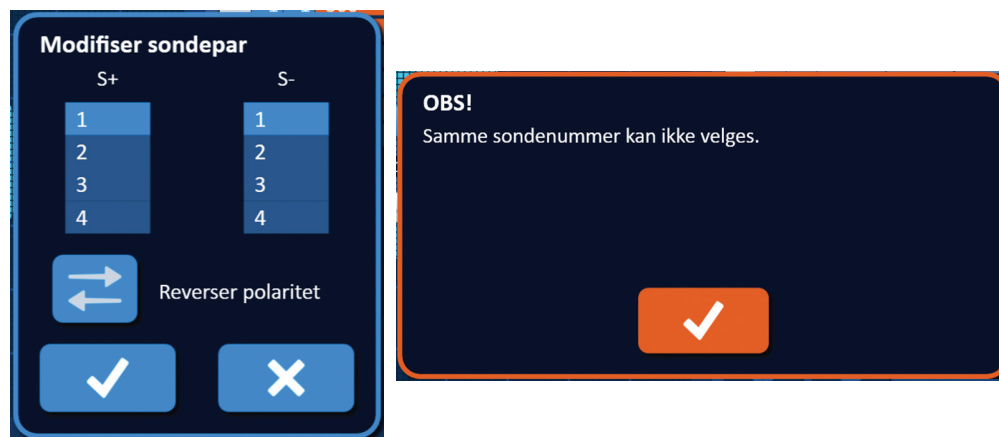 Modifiser sondepar
S+ S-
1 1
2 2
3 3
4 4
Reverser polaritet
OBS!
Samme sondenummer kan ikke velges.